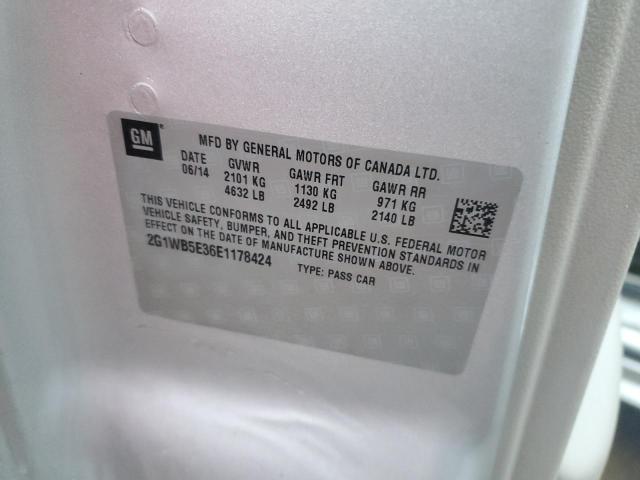 GM
MFD BY GENERAL MOTORS OF CANADA LTD.
DATE GVWR GAWR FRT GAWR RR
06/14 2101 KG 1130 KG 971 KG
4632 LB 2492 LB 2140 LB
THIS VEHICLE CONFORMS TO ALL APPLICABLE U.S. FEDERAL MOTOR
VEHICLE SAFETY, BUMPER, AND THEFT PREVENTION STANDARDS IN
EFFECT ON THE DATE OF MANUFACTURE SHOWN ABOVE.
2G1WB5E36E1178424
TYPE: PASS CAR